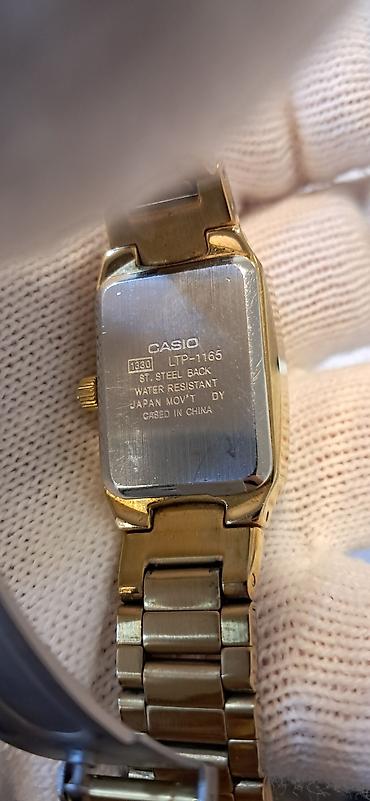 CASIO
1330 LTP-1165
ST. STEEL BACK
WATER RESISTANT
JAPAN MOV'T DY
CASED IN CHINA